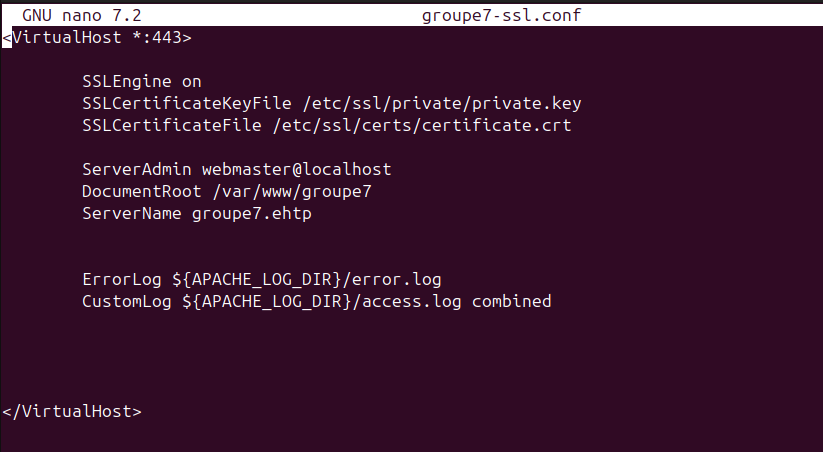 GNU nano 7.2 groupe7-ssl.conf
<VirtualHost *:443>
SSLEngine on
SSLCertificateKeyFile /etc/ssl/private/private.key
SSLCertificateFile /etc/ssl/certs/certificate.crt
ServerAdmin webmaster@localhost
DocumentRoot /var/www/groupe7
ServerName groupe7.ehtp
ErrorLog ${APACHE_LOG_DIR}/error.log
CustomLog ${APACHE_LOG_DIR}/access.log combined
</VirtualHost>